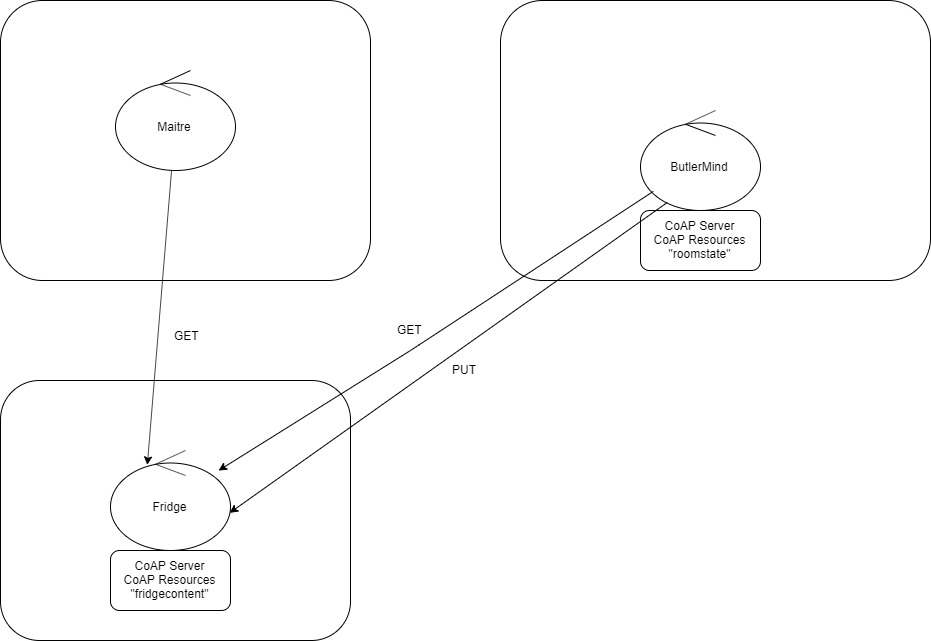 Maitre
ButlerMind
CoAP Server
CoAP Resources
"roomstate"
GET
GET
PUT
Fridge
CoAP Server
CoAP Resources
"fridgecontent"